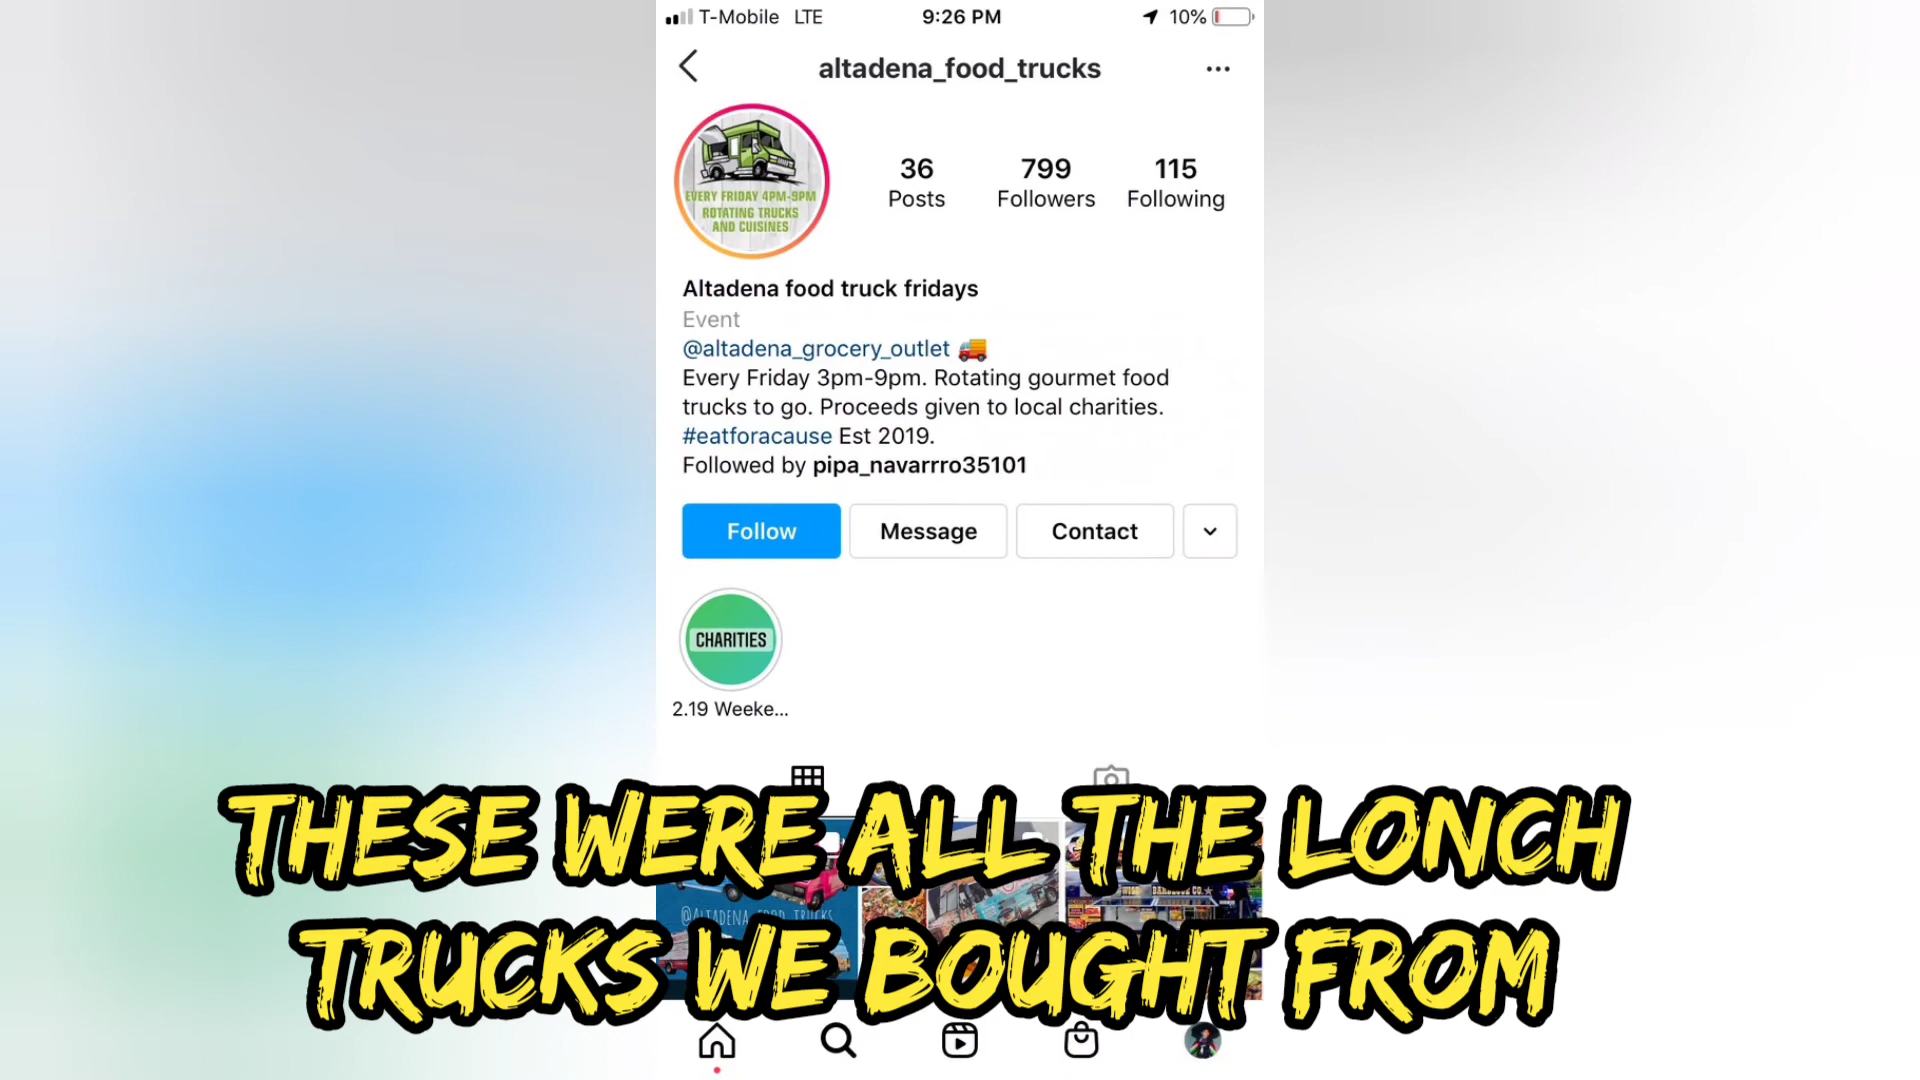 T-Mobile LTE 9:26 PM 10%
altadena_food_trucks
EVERY FRIDAY 4PM-9PM
ROTATING TRUCKS
AND CUISINES
36 799 115
Posts Followers Following
Altadena food truck fridays
Event
@altadena_grocery_outlet
Every Friday 3pm-9pm. Rotating gourmet food
trucks to go. Proceeds given to local charities.
#eatforacause Est 2019.
Followed by pipa_navarrro35101
Follow Message Contact
CHARITIES
2.19 Weeke...
THESE WERE ALL THE LONCH
@ALTADENA_FOOD_TRUCKS
BARBECUE CO.
TRUCKS WE BOUGHT FROM